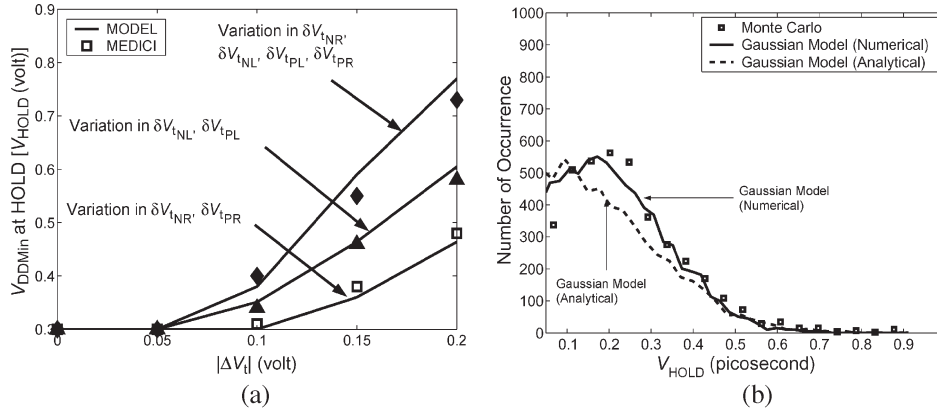 0.9
0.8
0.7
0.6
0.5
0.4
0.3
0
0.05
0.1
0.15
0.2
V_DDMin at HOLD [V_HOLD] (volt)
|ΔV_t| (volt)
MODEL
MEDICI
Variation in δV_tNR,
δV_tNL, δV_tPL, δV_tPR
Variation in δV_tNL, δV_tPL
Variation in δV_tNR, δV_tPR
(a)
1000
900
800
700
600
500
400
300
200
100
0
0.1
0.2
0.3
0.4
0.5
0.6
0.7
0.8
0.9
Number of Occurrence
V_HOLD (picosecond)
Monte Carlo
Gaussian Model (Numerical)
Gaussian Model (Analytical)
Gaussian Model
(Numerical)
Gaussian Model
(Analytical)
(b)